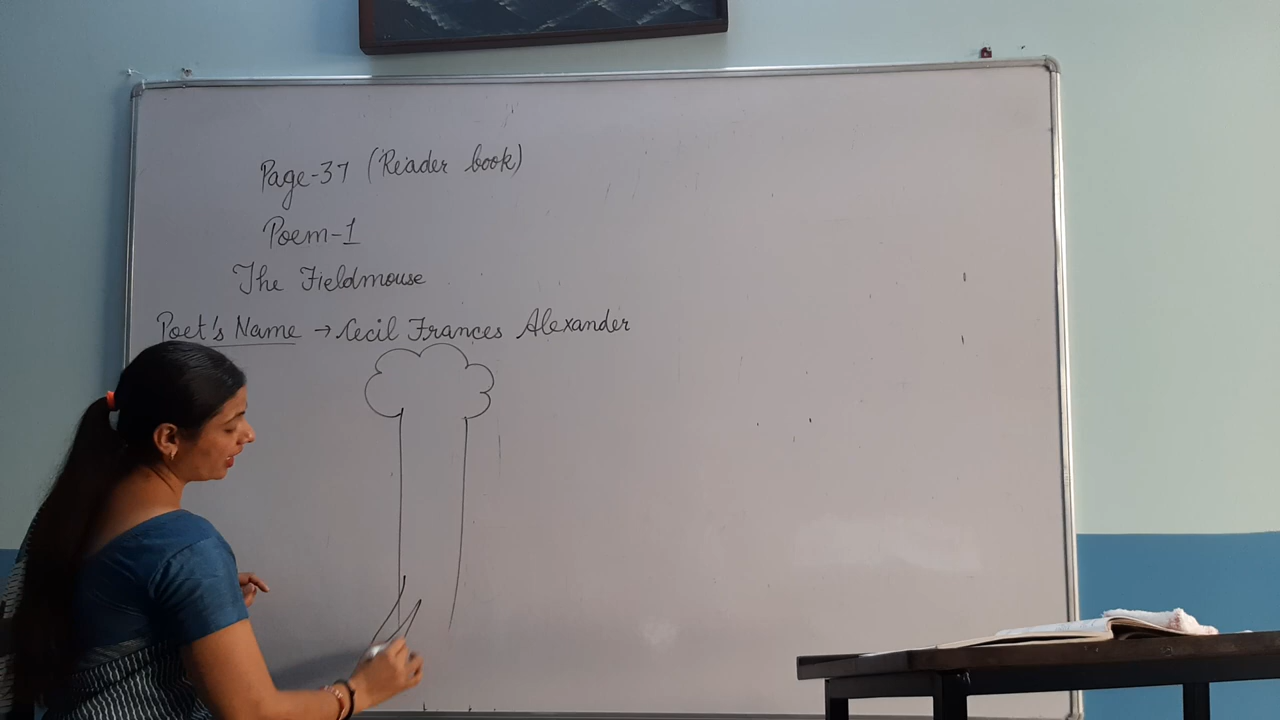 Page-37 (Reader book)
Poem-1
The Fieldmouse
Poet's Name → Cecil Frances Alexander